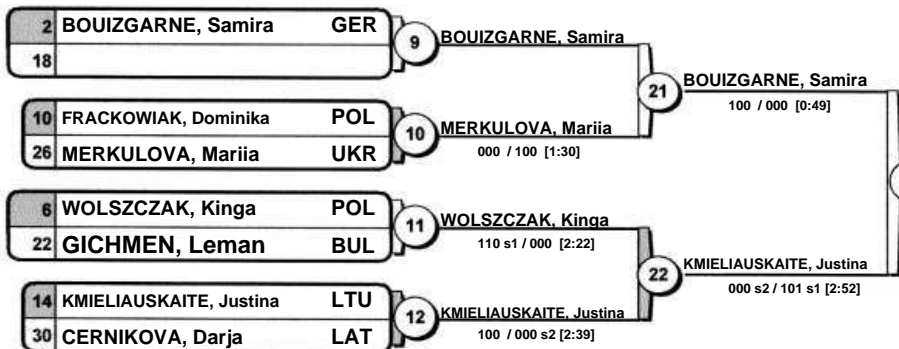 2 BOUIZGARNE, Samira GER
18
9
BOUIZGARNE, Samira
10 FRACKOWIAK, Dominika POL
26 MERKULOVA, Mariia UKR
10
MERKULOVA, Mariia
000 / 100 [1:30]
21
BOUIZGARNE, Samira
100 / 000 [0:49]
6 WOLSZCZAK, Kinga POL
22 GICHMEN, Leman BUL
11
WOLSZCZAK, Kinga
110 s1 / 000 [2:22]
14 KMIELIAUSKAITE, Justina LTU
30 CERNIKOVA, Darja LAT
12
KMIELIAUSKAITE, Justina
100 / 000 s2 [2:39]
22
KMIELIAUSKAITE, Justina
000 s2 / 101 s1 [2:52]